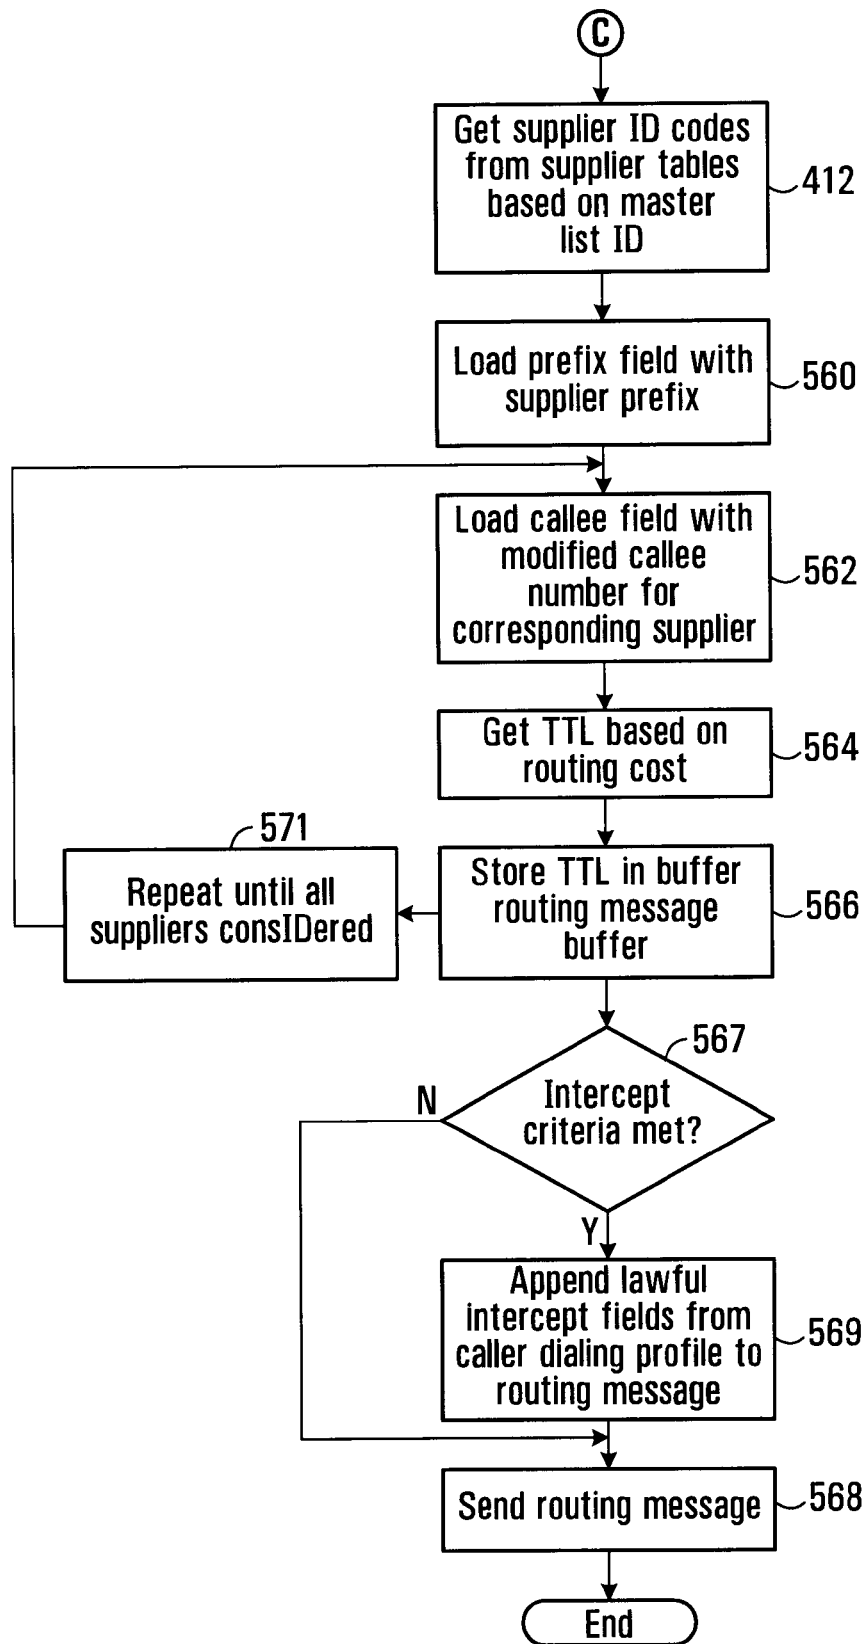 C
Get supplier ID codes
from supplier tables
based on master
list ID
412
Load prefix field with
supplier prefix
560
Load callee field with
modified callee
number for
corresponding supplier
562
Get TTL based on
routing cost
564
571
Repeat until all
suppliers consIDered
Store TTL in buffer
routing message
buffer
566
567
N
Intercept
criteria met?
Y
Append lawful
intercept fields from
caller dialing profile to
routing message
569
Send routing message
568
End